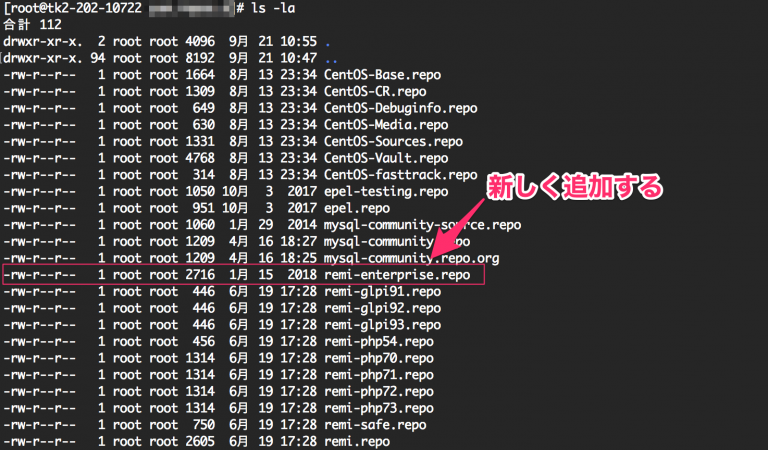 [root@tk2-202-10722 ]# ls -la
合計 112
drwxr-xr-x. 2 root root 4096 9月 21 10:55 .
drwxr-xr-x. 94 root root 8192 9月 21 10:47 ..
-rw-r--r-- 1 root root 1664 8月 13 23:34 CentOS-Base.repo
-rw-r--r-- 1 root root 1309 8月 13 23:34 CentOS-CR.repo
-rw-r--r-- 1 root root 649 8月 13 23:34 CentOS-Debuginfo.repo
-rw-r--r-- 1 root root 630 8月 13 23:34 CentOS-Media.repo
-rw-r--r-- 1 root root 1331 8月 13 23:34 CentOS-Sources.repo
-rw-r--r-- 1 root root 4768 8月 13 23:34 CentOS-Vault.repo
-rw-r--r-- 1 root root 314 8月 13 23:34 CentOS-fasttrack.repo
-rw-r--r-- 1 root root 1050 10月 3 2017 epel-testing.repo
-rw-r--r-- 1 root root 951 10月 3 2017 epel.repo
新しく追加する
-rw-r--r-- 1 root root 1060 1月 29 2014 mysql-community-source.repo
-rw-r--r-- 1 root root 1209 4月 16 18:27 mysql-community.repo
-rw-r--r-- 1 root root 1209 4月 16 18:25 mysql-community.repo.org
-rw-r--r-- 1 root root 2716 1月 15 2018 remi-enterprise.repo
-rw-r--r-- 1 root root 446 6月 19 17:28 remi-glpi91.repo
-rw-r--r-- 1 root root 446 6月 19 17:28 remi-glpi92.repo
-rw-r--r-- 1 root root 446 6月 19 17:28 remi-glpi93.repo
-rw-r--r-- 1 root root 456 6月 19 17:28 remi-php54.repo
-rw-r--r-- 1 root root 1314 6月 19 17:28 remi-php70.repo
-rw-r--r-- 1 root root 1314 6月 19 17:28 remi-php71.repo
-rw-r--r-- 1 root root 1314 6月 19 17:28 remi-php72.repo
-rw-r--r-- 1 root root 1314 6月 19 17:28 remi-php73.repo
-rw-r--r-- 1 root root 750 6月 19 17:28 remi-safe.repo
-rw-r--r-- 1 root root 2605 6月 19 17:28 remi.repo